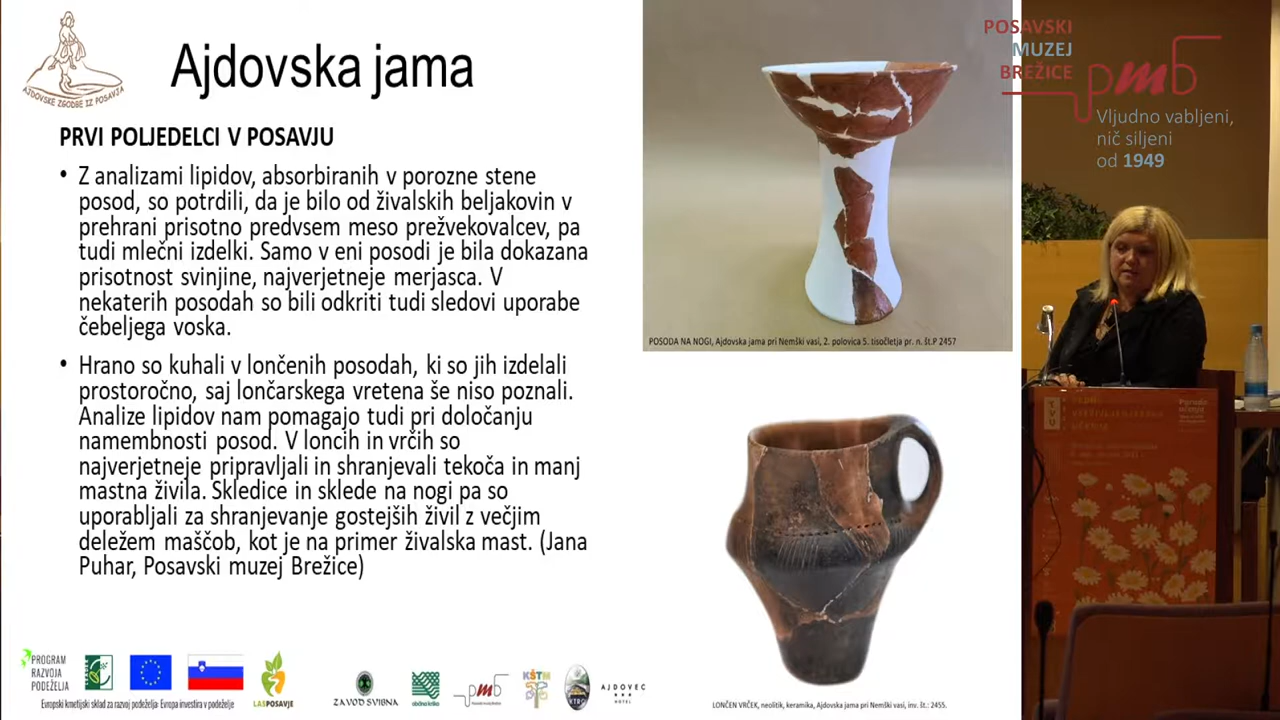 AJDOVSKE ZGODBE IZ POSAVJA
Ajdovska jama
PRVI POLJEDELCI V POSAVJU
• Z analizami lipidov, absorbiranih v porozne stene
posod, so potrdili, da je bilo od živalskih beljakovin v
prehrani prisotno predvsem meso prežvekovalcev, pa
tudi mlečni izdelki. Samo v eni posodi je bila dokazana
prisotnost svinjine, najverjetneje merjasca. V
nekaterih posodah so bili odkriti tudi sledovi uporabe
čebeljega voska.
• Hrano so kuhali v lončenih posodah, ki so jih izdelali
prostoročno, saj lončarskega vretena še niso poznali.
Analize lipidov nam pomagajo tudi pri določanju
namembnosti posod. V loncih in vrčih so
najverjetneje pripravljali in shranjevali tekoča in manj
mastna živila. Skledice in sklede na nogi pa so
uporabljali za shranjevanje gostejših živil z večjim
deležem maščob, kot je na primer živalska mast. (Jana
Puhar, Posavski muzej Brežice)
POSODA NA NOGI, Ajdovska jama pri Nemški vasi, 2. polovica 5. tisočletja pr. n. št.P 2457
LONČEN VRČEK, neolitik, keramika, Ajdovska jama pri Nemški vasi, inv. št.: 2455.
POSAVSKI
MUZEJ
BREŽICE
pmb
Vljudno vabljeni,
nič siljeni
od 1949
PROGRAM
RAZVOJA
PODEŽELJA
Evropski kmetijski sklad za razvoj podeželja: Evropa investira v podeželje
LAS POSAVJE
ZAVOD SVIBNA
občina krško
pmb
KŠTM
AJDOVEC
HOTEL